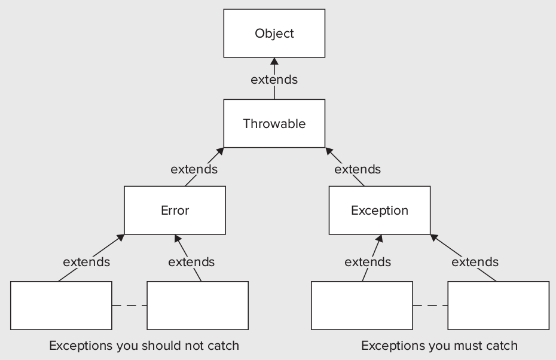 Object
extends
Throwable
extends
extends
Error
Exception
extends
extends
extends
extends
Exceptions you should not catch
Exceptions you must catch